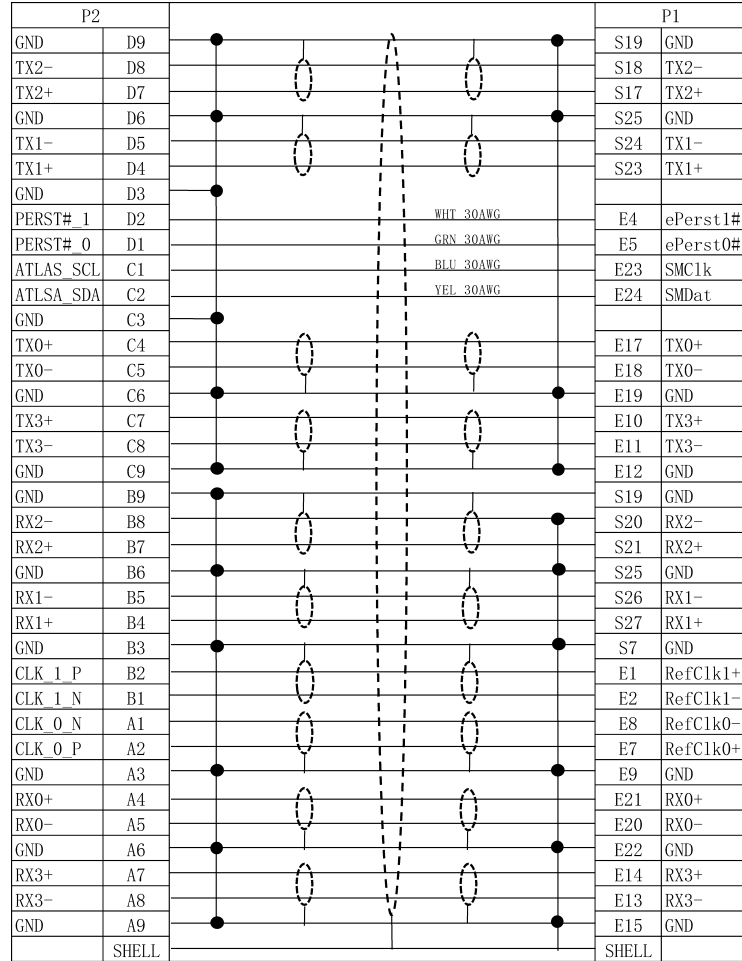 P2 P1
GND D9 S19 GND
TX2- D8 S18 TX2-
TX2+ D7 S17 TX2+
GND D6 S25 GND
TX1- D5 S24 TX1-
TX1+ D4 S23 TX1+
GND D3
PERST#_1 D2 WHT 30AWG E4 ePerst1#
PERST#_0 D1 GRN 30AWG E5 ePerst0#
ATLAS_SCL C1 BLU 30AWG E23 SMClk
ATLSA_SDA C2 YEL 30AWG E24 SMDat
GND C3
TX0+ C4 E17 TX0+
TX0- C5 E18 TX0-
GND C6 E19 GND
TX3+ C7 E10 TX3+
TX3- C8 E11 TX3-
GND C9 E12 GND
GND B9 S19 GND
RX2- B8 S20 RX2-
RX2+ B7 S21 RX2+
GND B6 S25 GND
RX1- B5 S26 RX1-
RX1+ B4 S27 RX1+
GND B3 S7 GND
CLK_1_P B2 E1 RefClk1+
CLK_1_N B1 E2 RefClk1-
CLK_0_N A1 E8 RefClk0-
CLK_0_P A2 E7 RefClk0+
GND A3 E9 GND
RX0+ A4 E21 RX0+
RX0- A5 E20 RX0-
GND A6 E22 GND
RX3+ A7 E14 RX3+
RX3- A8 E13 RX3-
GND A9 E15 GND
SHELL SHELL